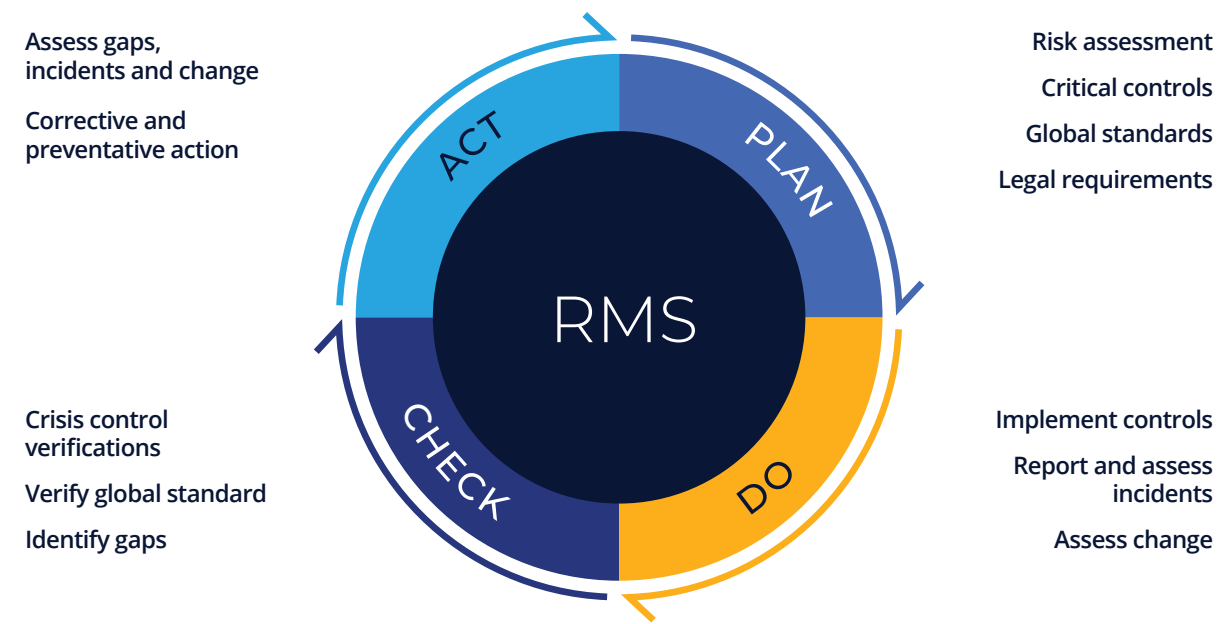 Assess gaps,
incidents and change
Corrective and
preventative action
ACT
PLAN
Risk assessment
Critical controls
Global standards
Legal requirements
RMS
Crisis control
verifications
Verify global standard
Identify gaps
CHECK
DO
Implement controls
Report and assess
incidents
Assess change